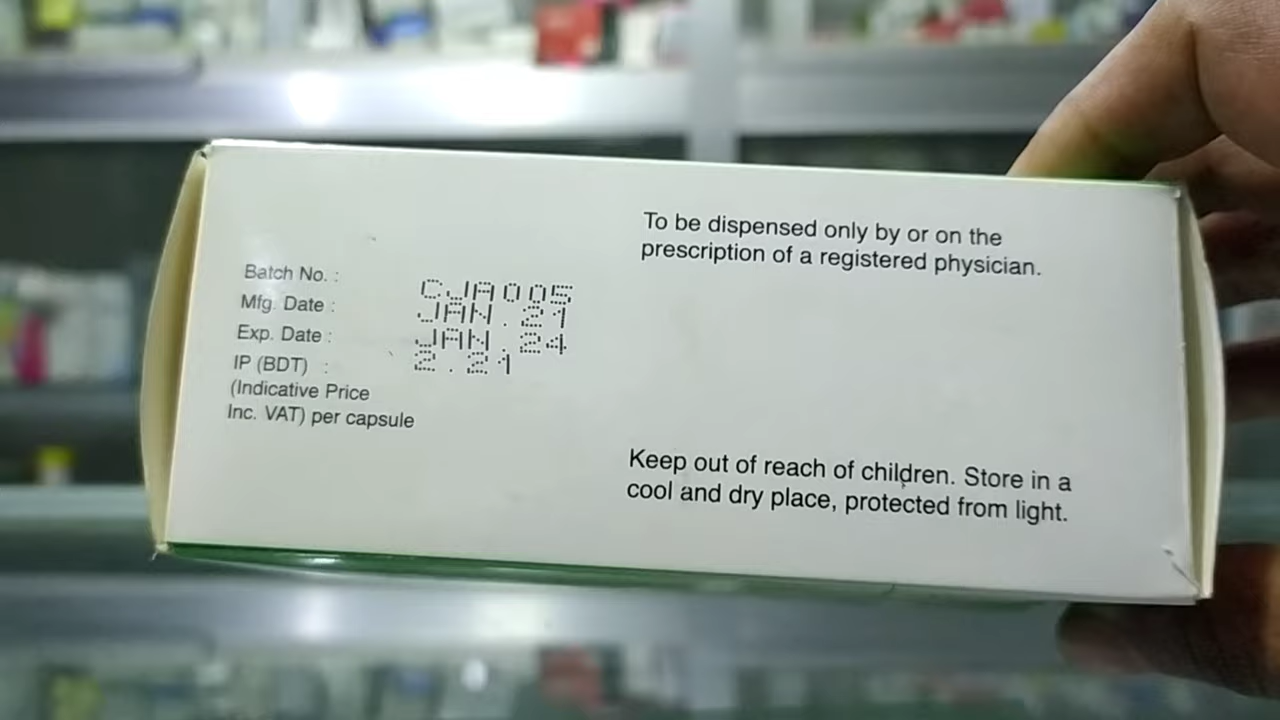 Batch No. : CJA005
Mfg. Date : JAN.21
Exp. Date : JAN.24
IP (BDT) : 2.21
(Indicative Price
Inc. VAT) per capsule
To be dispensed only by or on the
prescription of a registered physician.
Keep out of reach of children. Store in a
cool and dry place, protected from light.